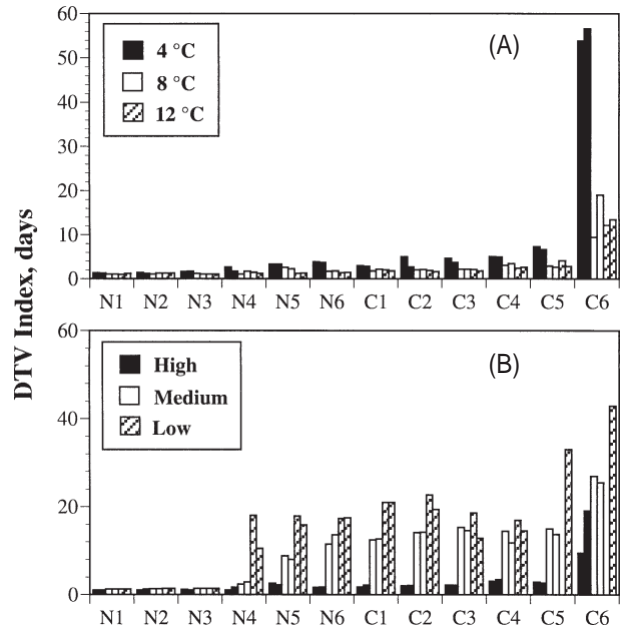 DTV Index, days
60
50
40
30
20
10
0
4 °C
8 °C
12 °C
(A)
N1 N2 N3 N4 N5 N6 C1 C2 C3 C4 C5 C6
60
40
20
0
High
Medium
Low
(B)
N1 N2 N3 N4 N5 N6 C1 C2 C3 C4 C5 C6